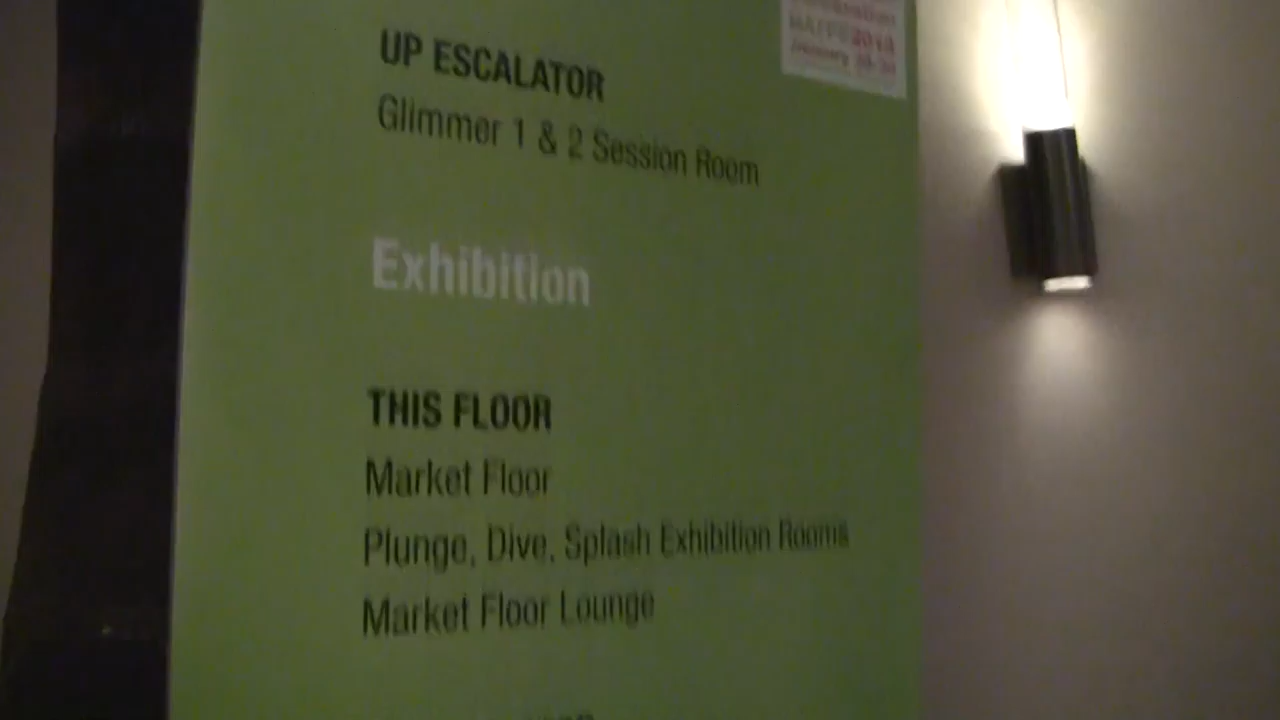 UP ESCALATOR
Glimmer 1 & 2 Session Room
Exhibition
THIS FLOOR
Market Floor
Plunge, Dive, Splash Exhibition Rooms
Market Floor Lounge